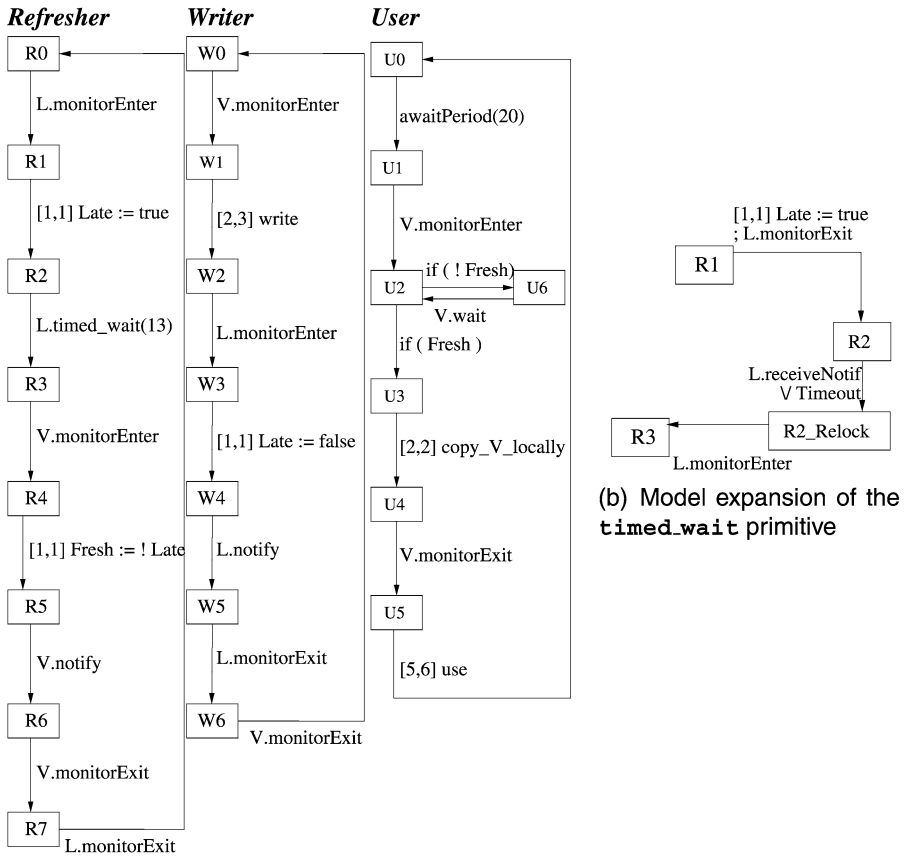 Refresher
R0
L.monitorEnter
R1
[1,1] Late := true
R2
L.timed_wait(13)
R3
V.monitorEnter
R4
[1,1] Fresh := ! Late
R5
V.notify
R6
V.monitorExit
R7
L.monitorExit
Writer
W0
V.monitorEnter
W1
[2,3] write
W2
L.monitorEnter
W3
[1,1] Late := false
W4
L.notify
W5
L.monitorExit
W6
V.monitorExit
User
U0
awaitPeriod(20)
U1
V.monitorEnter
U2
if ( ! Fresh)
U6
V.wait
if ( Fresh )
U3
[2,2] copy_V_locally
U4
V.monitorExit
U5
[5,6] use
[1,1] Late := true
; L.monitorExit
R1
R2
L.receiveNotif
\/ Timeout
R2_Relock
R3
L.monitorEnter
(b) Model expansion of the
timed_wait primitive